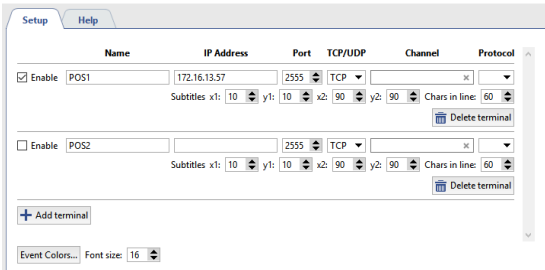 Setup Help
Name IP Address Port TCP/UDP Channel Protocol
Enable POS1 172.16.13.57 2555 TCP
Subtitles x1: 10 y1: 10 x2: 90 y2: 90 Chars in line: 60
Delete terminal
Enable POS2 2555 TCP
Subtitles x1: 10 y1: 10 x2: 90 y2: 90 Chars in line: 60
Delete terminal
Add terminal
Event Colors... Font size: 16